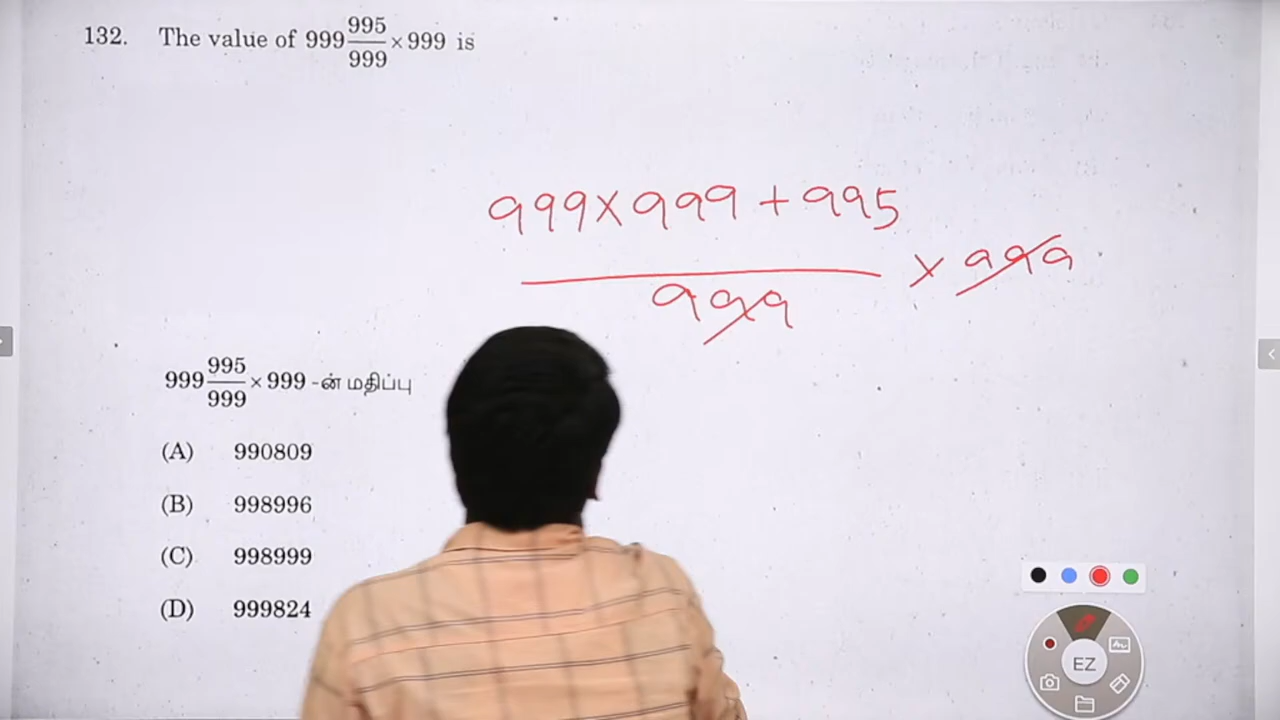 132. The value of 999 995/999 × 999 is
999 × 999 + 995
999
× 999
999 995/999 × 999 -ன் மதிப்பு
(A) 990809
(B) 998996
(C) 998999
(D) 999824
EZ